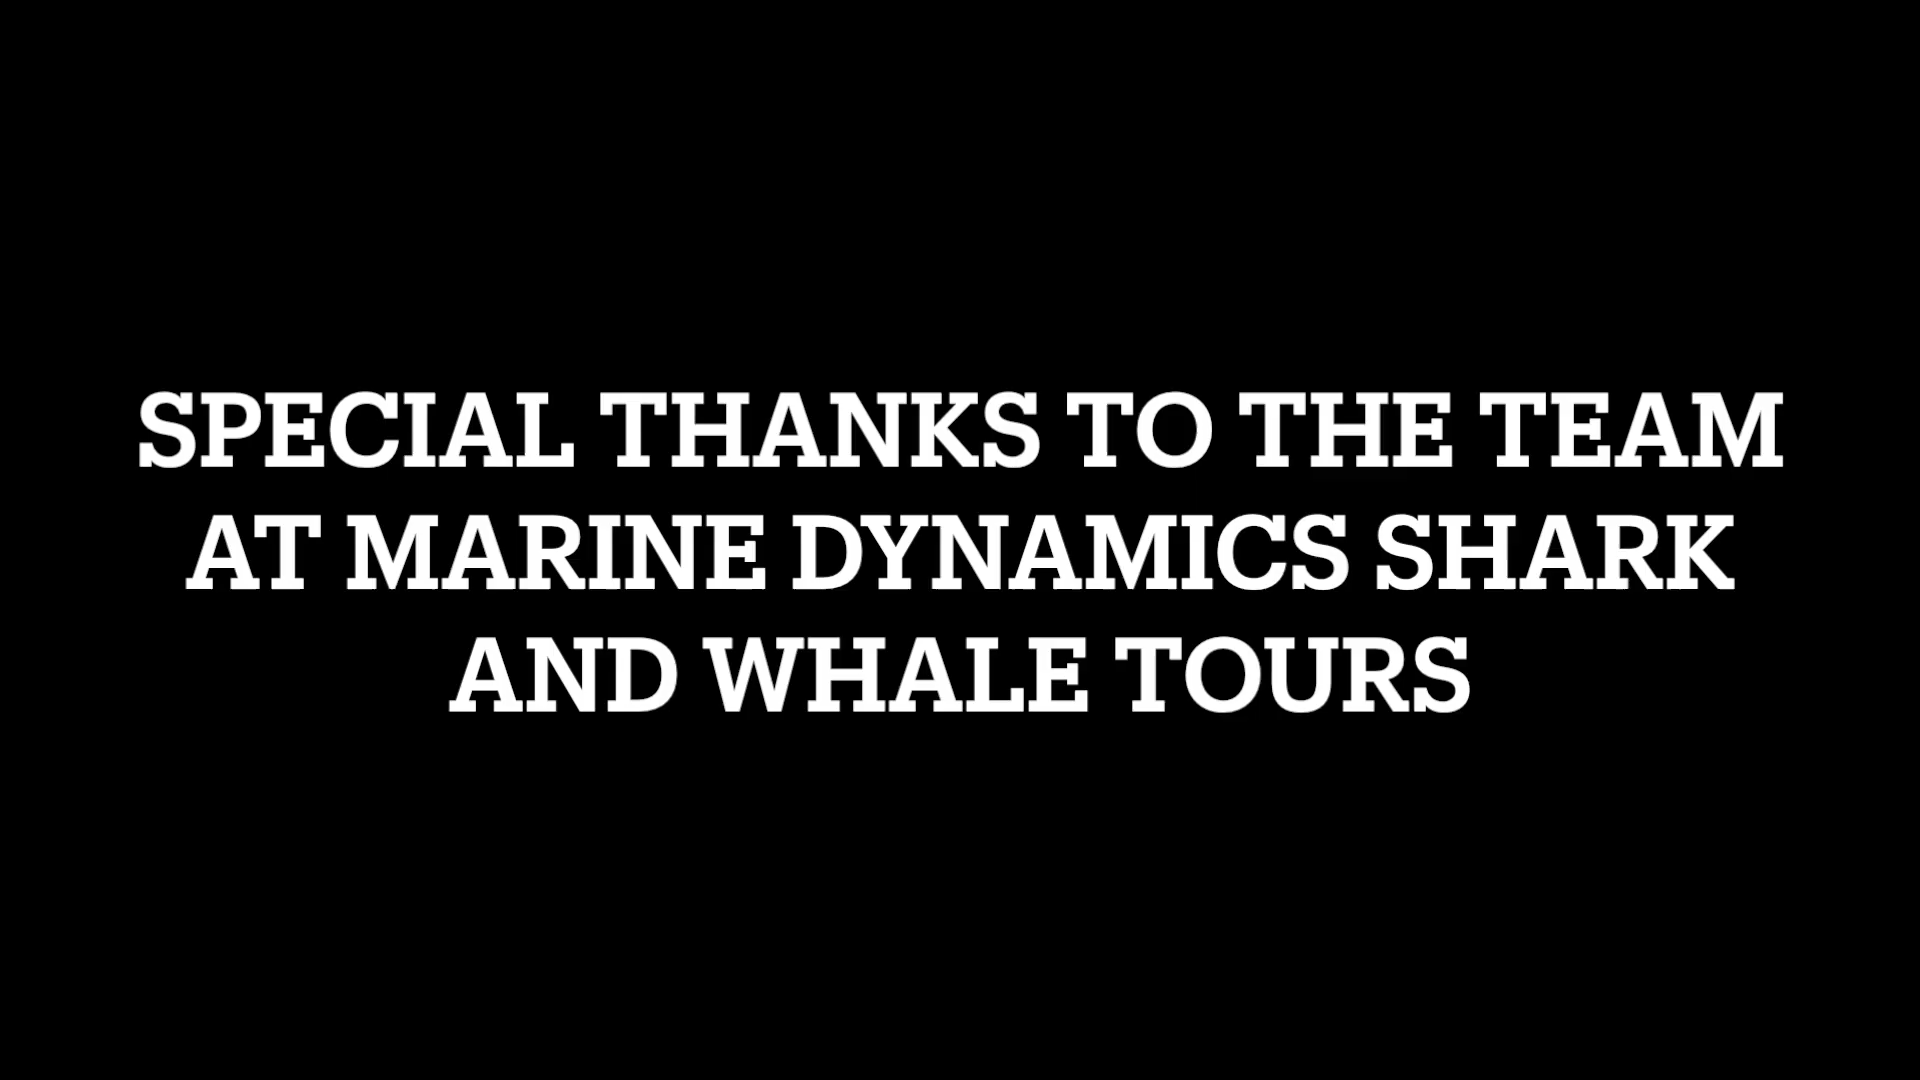 SPECIAL THANKS TO THE TEAM
AT MARINE DYNAMICS SHARK
AND WHALE TOURS